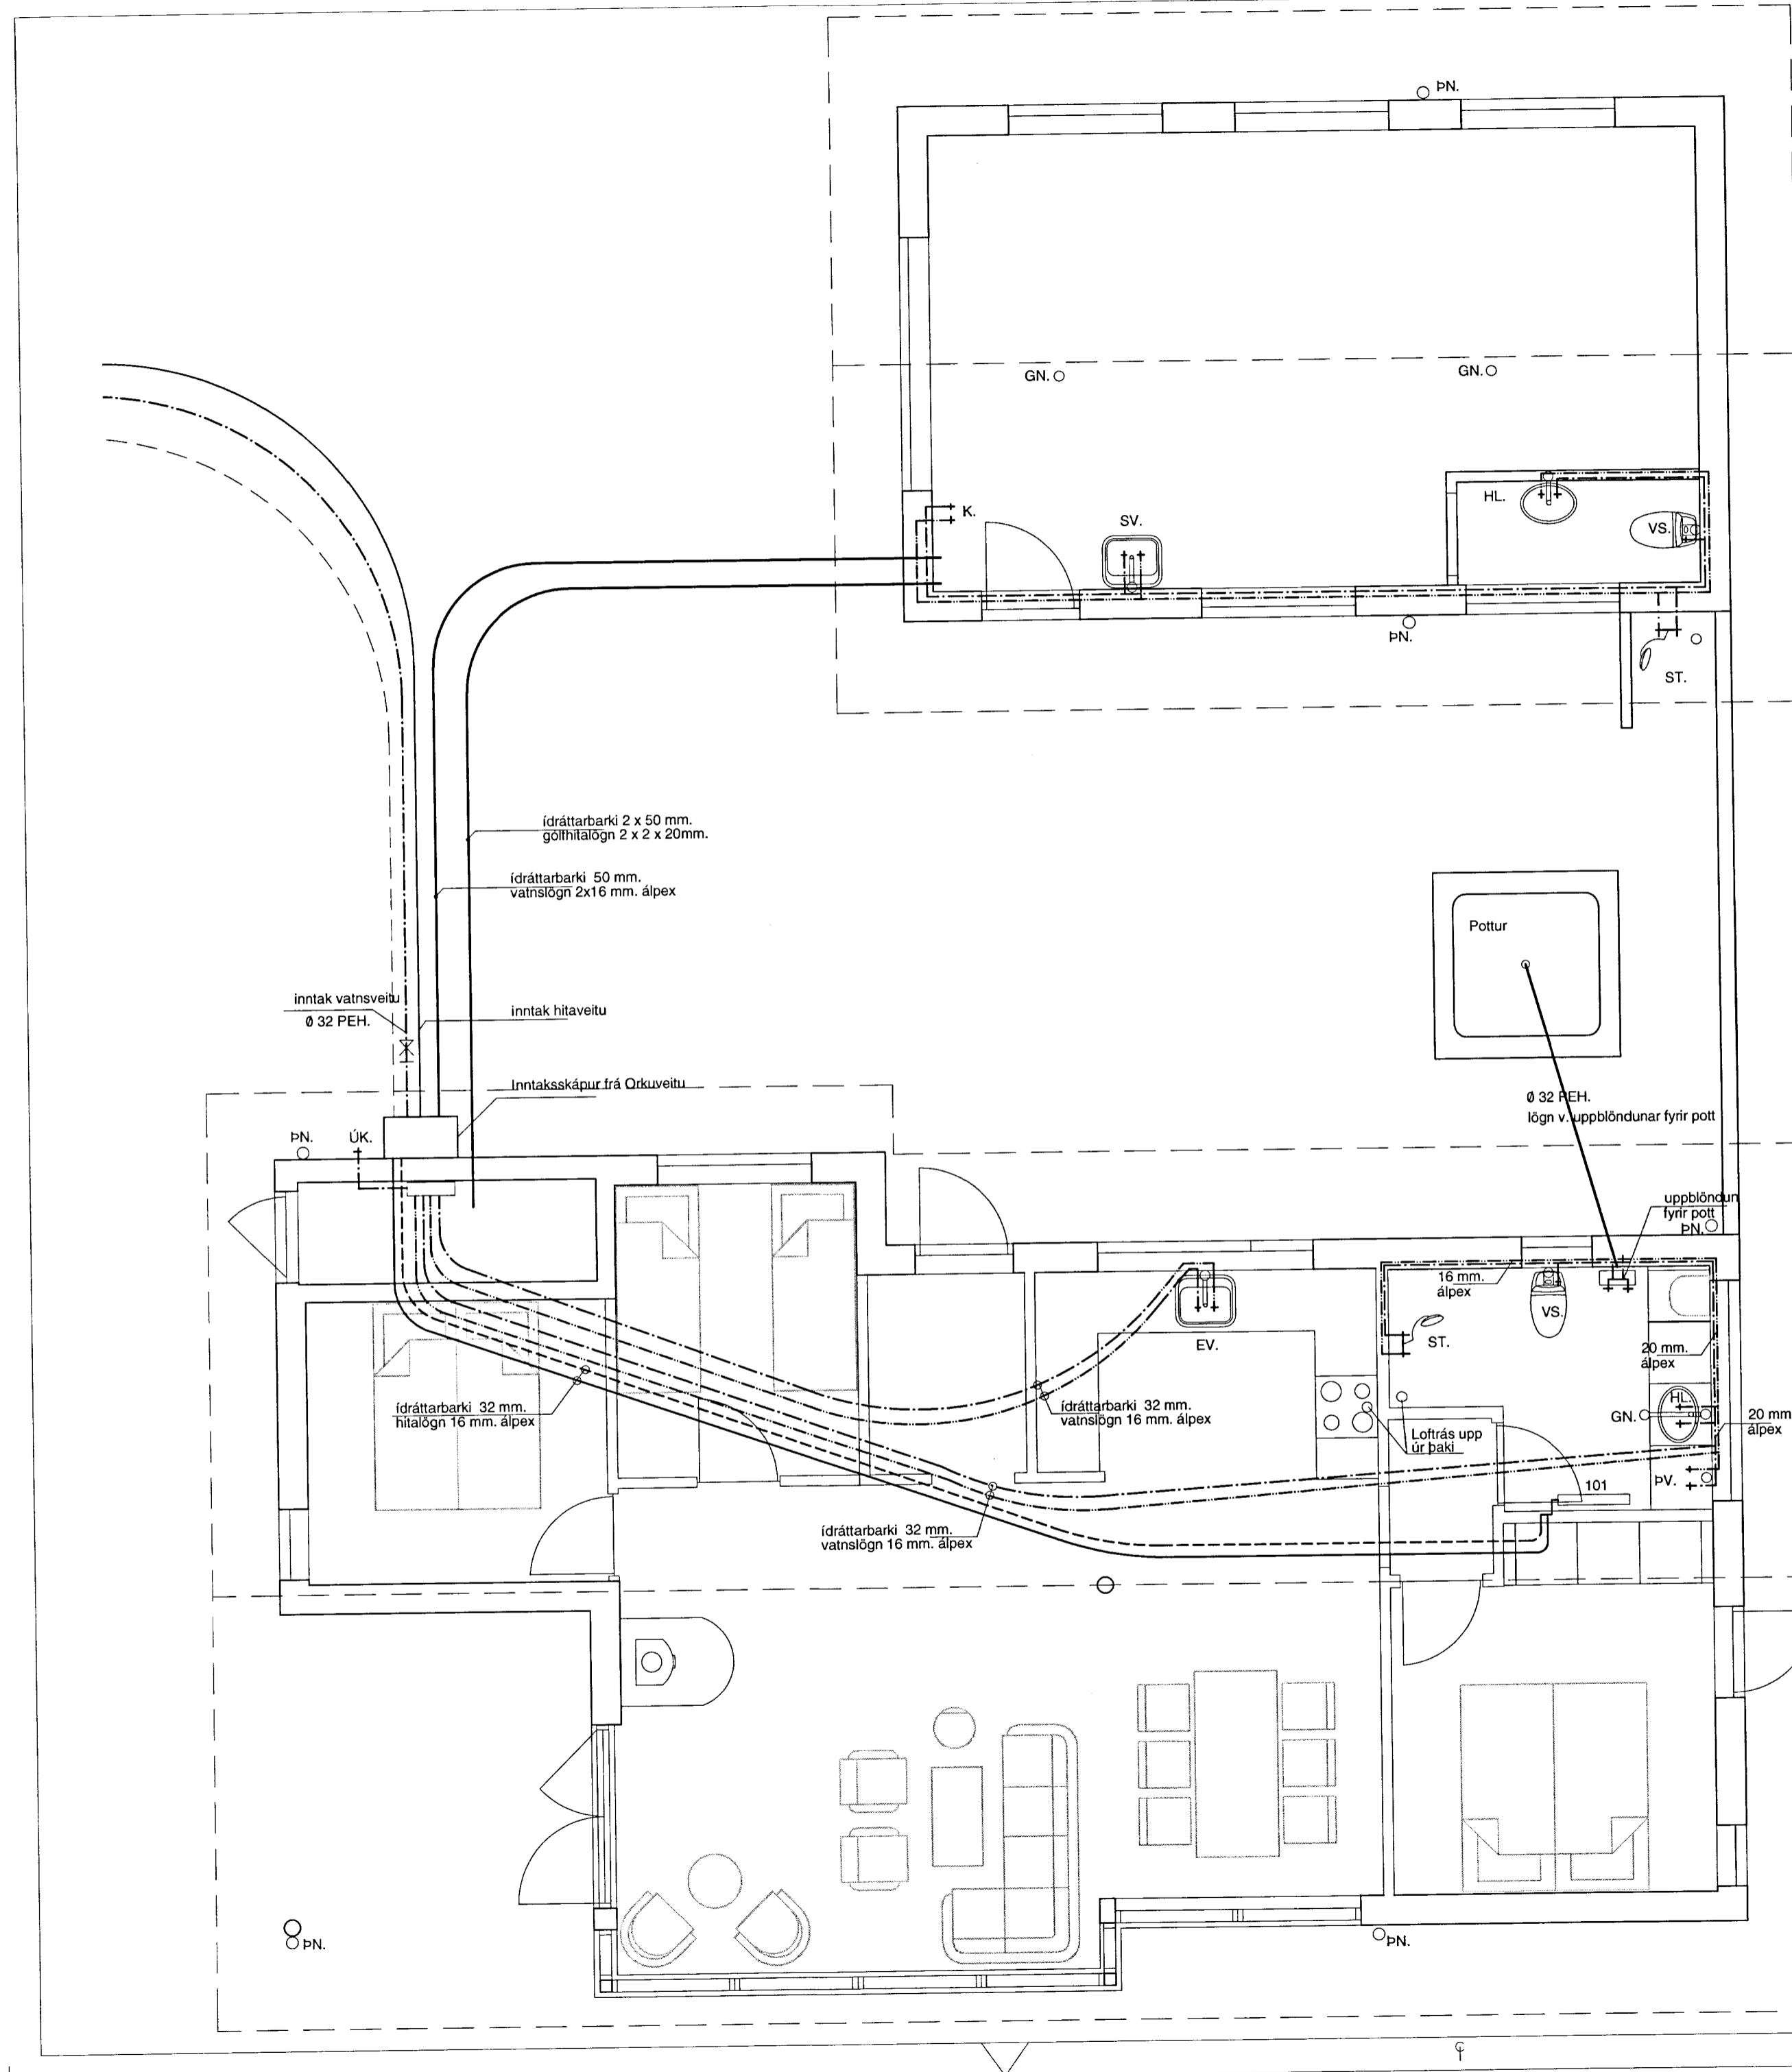 ÞN.
GN.
GN.
HL.
VS.
K.
SV.
ÞN.
ST.
ídráttarbarki 2 x 50 mm.
gólfhitalögn 2 x 2 x 20mm.
ídráttarbarki 50 mm.
vatnslögn 2x16 mm. álpex
Pottur
inntak vatnsveitu
Ø 32 PEH.
inntak hitaveitu
Inntaksskápur frá Orkuveitu
Ø 32 PEH.
lögn v. uppblöndunar fyrir pott
ÞN.
ÚK.
uppblöndun
fyrir pott
ÞN.
16 mm.
álpex
VS.
ST.
EV.
20 mm.
álpex
HL.
GN.
20 mm
álpex
ídráttarbarki 32 mm.
hitalögn 16 mm. álpex
ídráttarbarki 32 mm.
vatnslögn 16 mm. álpex
Loftrás upp
úr þaki
ÞV.
101
ídráttarbarki 32 mm.
vatnslögn 16 mm. álpex
ÞN.
ÞN.